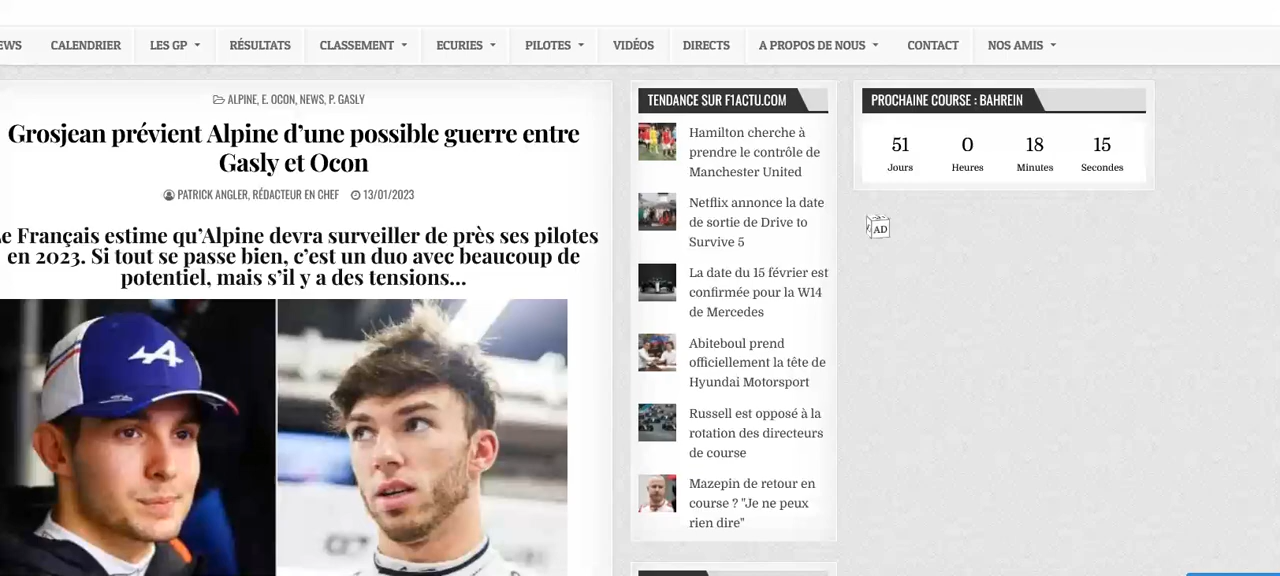 CALENDRIER LES GP RÉSULTATS CLASSEMENT ECURIES PILOTES VIDÉOS DIRECTS A PROPOS DE NOUS CONTACT NOS AMIS
ALPINE, E. OCON, NEWS, P. GASLY
Grosjean prévient Alpine d'une possible guerre entre
Gasly et Ocon
PATRICK ANGLER, RÉDACTEUR EN CHEF 13/01/2023
Français estime qu'Alpine devra surveiller de près ses pilotes
en 2023. Si tout se passe bien, c'est un duo avec beaucoup de
potentiel, mais s'il y a des tensions...
TENDANCE SUR F1ACTU.COM
Hamilton cherche à
prendre le contrôle de
Manchester United
Netflix annonce la date
de sortie de Drive to
Survive 5
La date du 15 février est
confirmée pour la W14
de Mercedes
Abiteboul prend
officiellement la tête de
Hyundai Motorsport
Russell est opposé à la
rotation des directeurs
de course
Mazepin de retour en
course ? "Je ne peux
rien dire"
PROCHAINE COURSE : BAHREIN
51 0 18 15
Jours Heures Minutes Secondes
AD